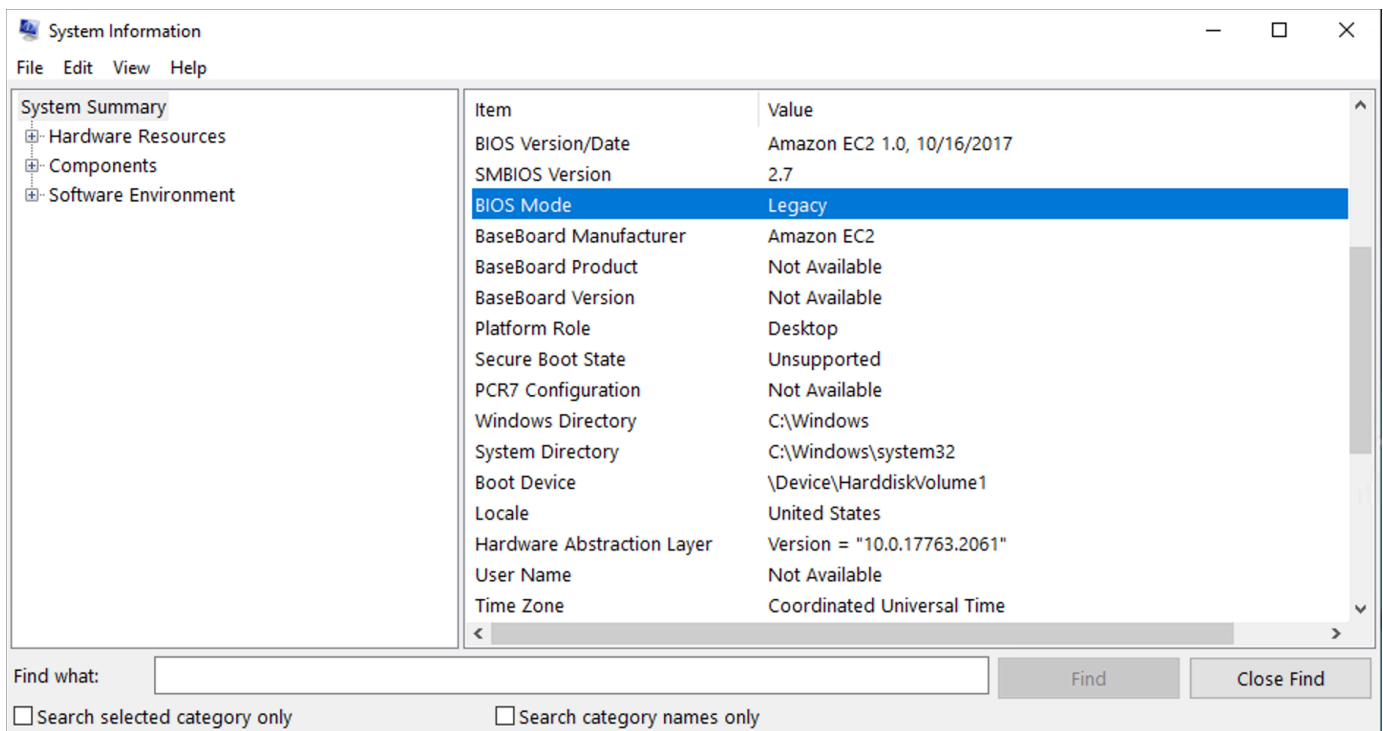 System Information
File Edit View Help
System Summary
Hardware Resources
Components
Software Environment
Item Value
BIOS Version/Date Amazon EC2 1.0, 10/16/2017
SMBIOS Version 2.7
BIOS Mode Legacy
BaseBoard Manufacturer Amazon EC2
BaseBoard Product Not Available
BaseBoard Version Not Available
Platform Role Desktop
Secure Boot State Unsupported
PCR7 Configuration Not Available
Windows Directory C:\Windows
System Directory C:\Windows\system32
Boot Device \Device\HarddiskVolume1
Locale United States
Hardware Abstraction Layer Version = "10.0.17763.2061"
User Name Not Available
Time Zone Coordinated Universal Time
Find what: Find Close Find
Search selected category only Search category names only